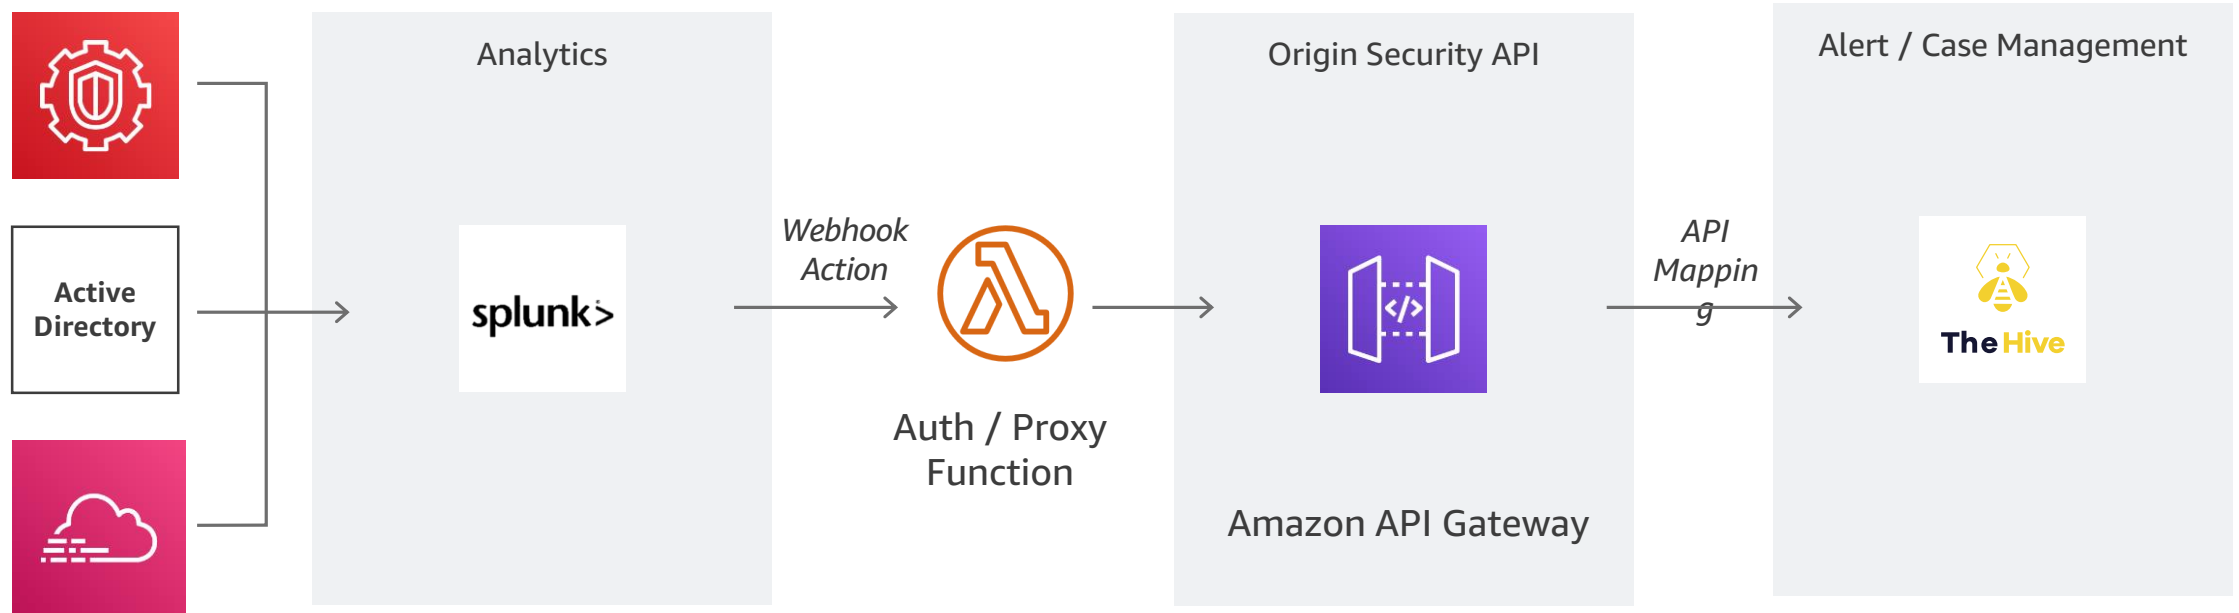 Analytics
Origin Security API
Alert / Case Management
Active
Directory
splunk>
Webhook
Action
Auth / Proxy
Function
</>
Amazon API Gateway
API
Mappin
g
TheHive